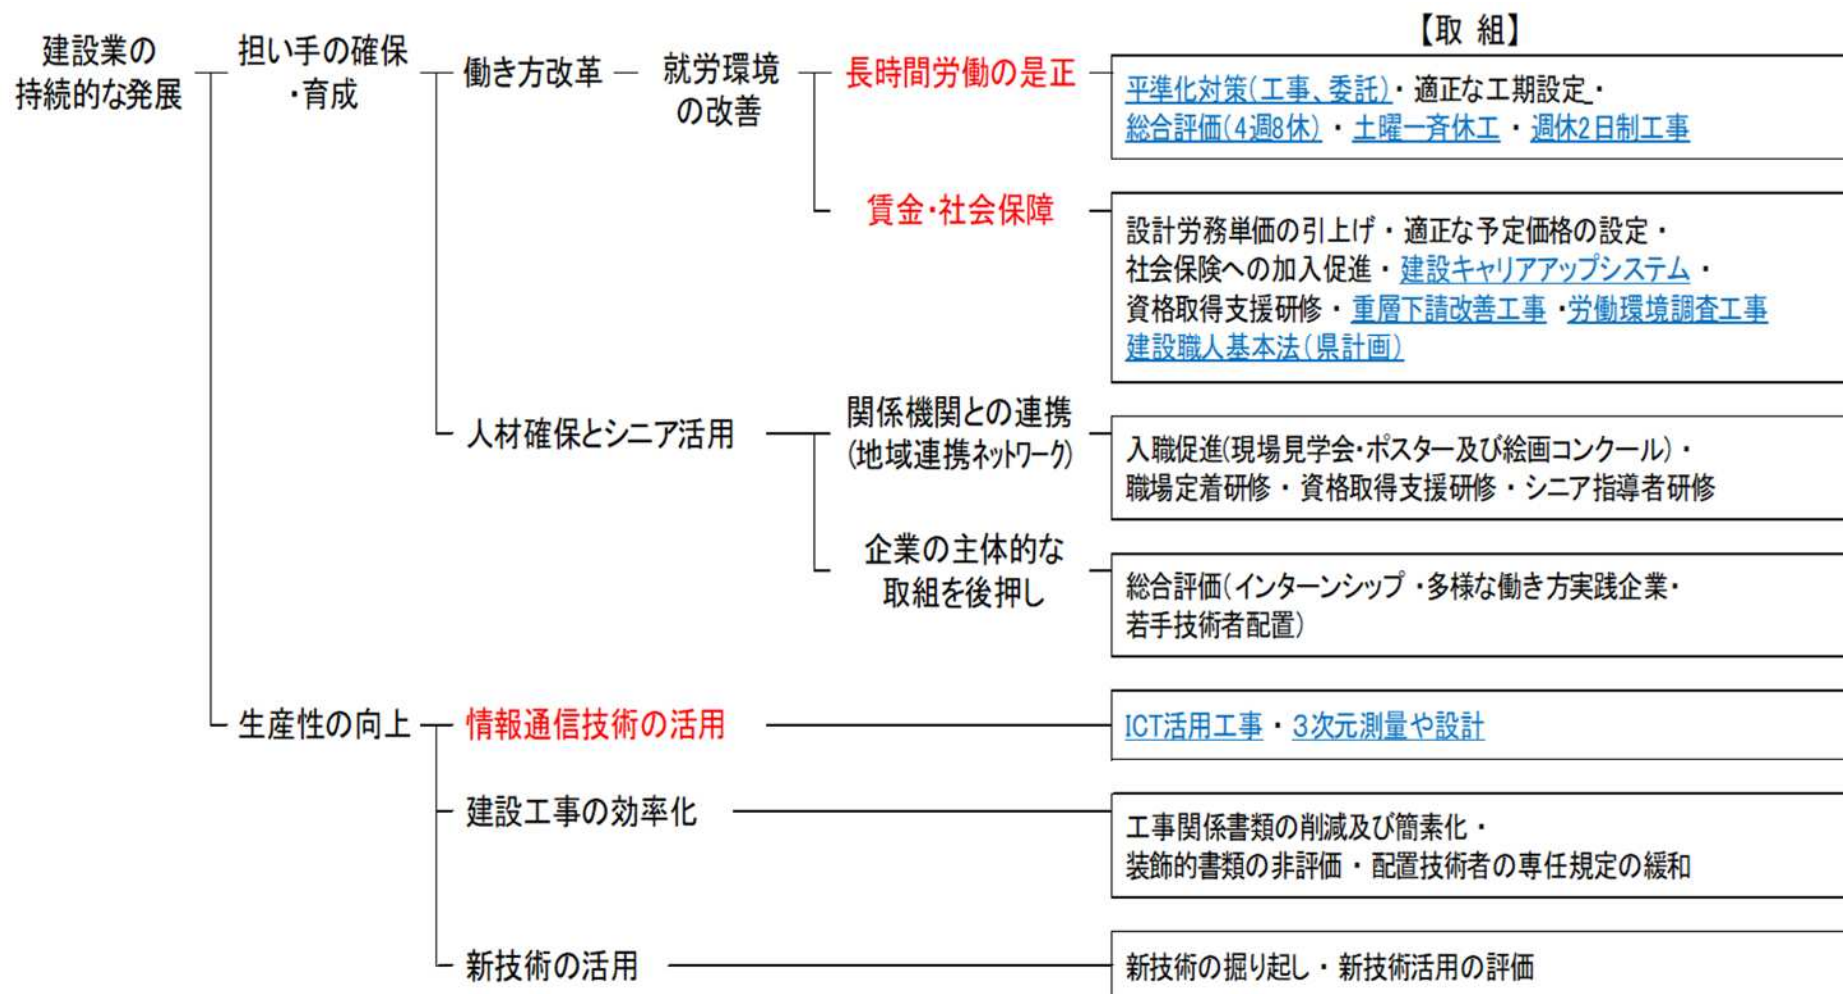 【取 組】
建設業の
持続的な発展
担い手の確保
・育成
働き方改革
就労環境
の改善
長時間労働の是正
平準化対策(工事、委託)・適正な工期設定・
総合評価(4週8休)・土曜一斉休工・週休2日制工事
賃金・社会保障
設計労務単価の引上げ・適正な予定価格の設定・
社会保険への加入促進・建設キャリアアップシステム・
資格取得支援研修・重層下請改善工事・労働環境調査工事
建設職人基本法(県計画)
人材確保とシニア活用
関係機関との連携
(地域連携ネットワーク)
入職促進(現場見学会・ポスター及び絵画コンクール)・
職場定着研修・資格取得支援研修・シニア指導者研修
企業の主体的な
取組を後押し
総合評価(インターンシップ・多様な働き方実践企業・
若手技術者配置)
生産性の向上
情報通信技術の活用
ICT活用工事・3次元測量や設計
建設工事の効率化
工事関係書類の削減及び簡素化・
装飾的書類の非評価・配置技術者の専任規定の緩和
新技術の活用
新技術の掘り起し・新技術活用の評価